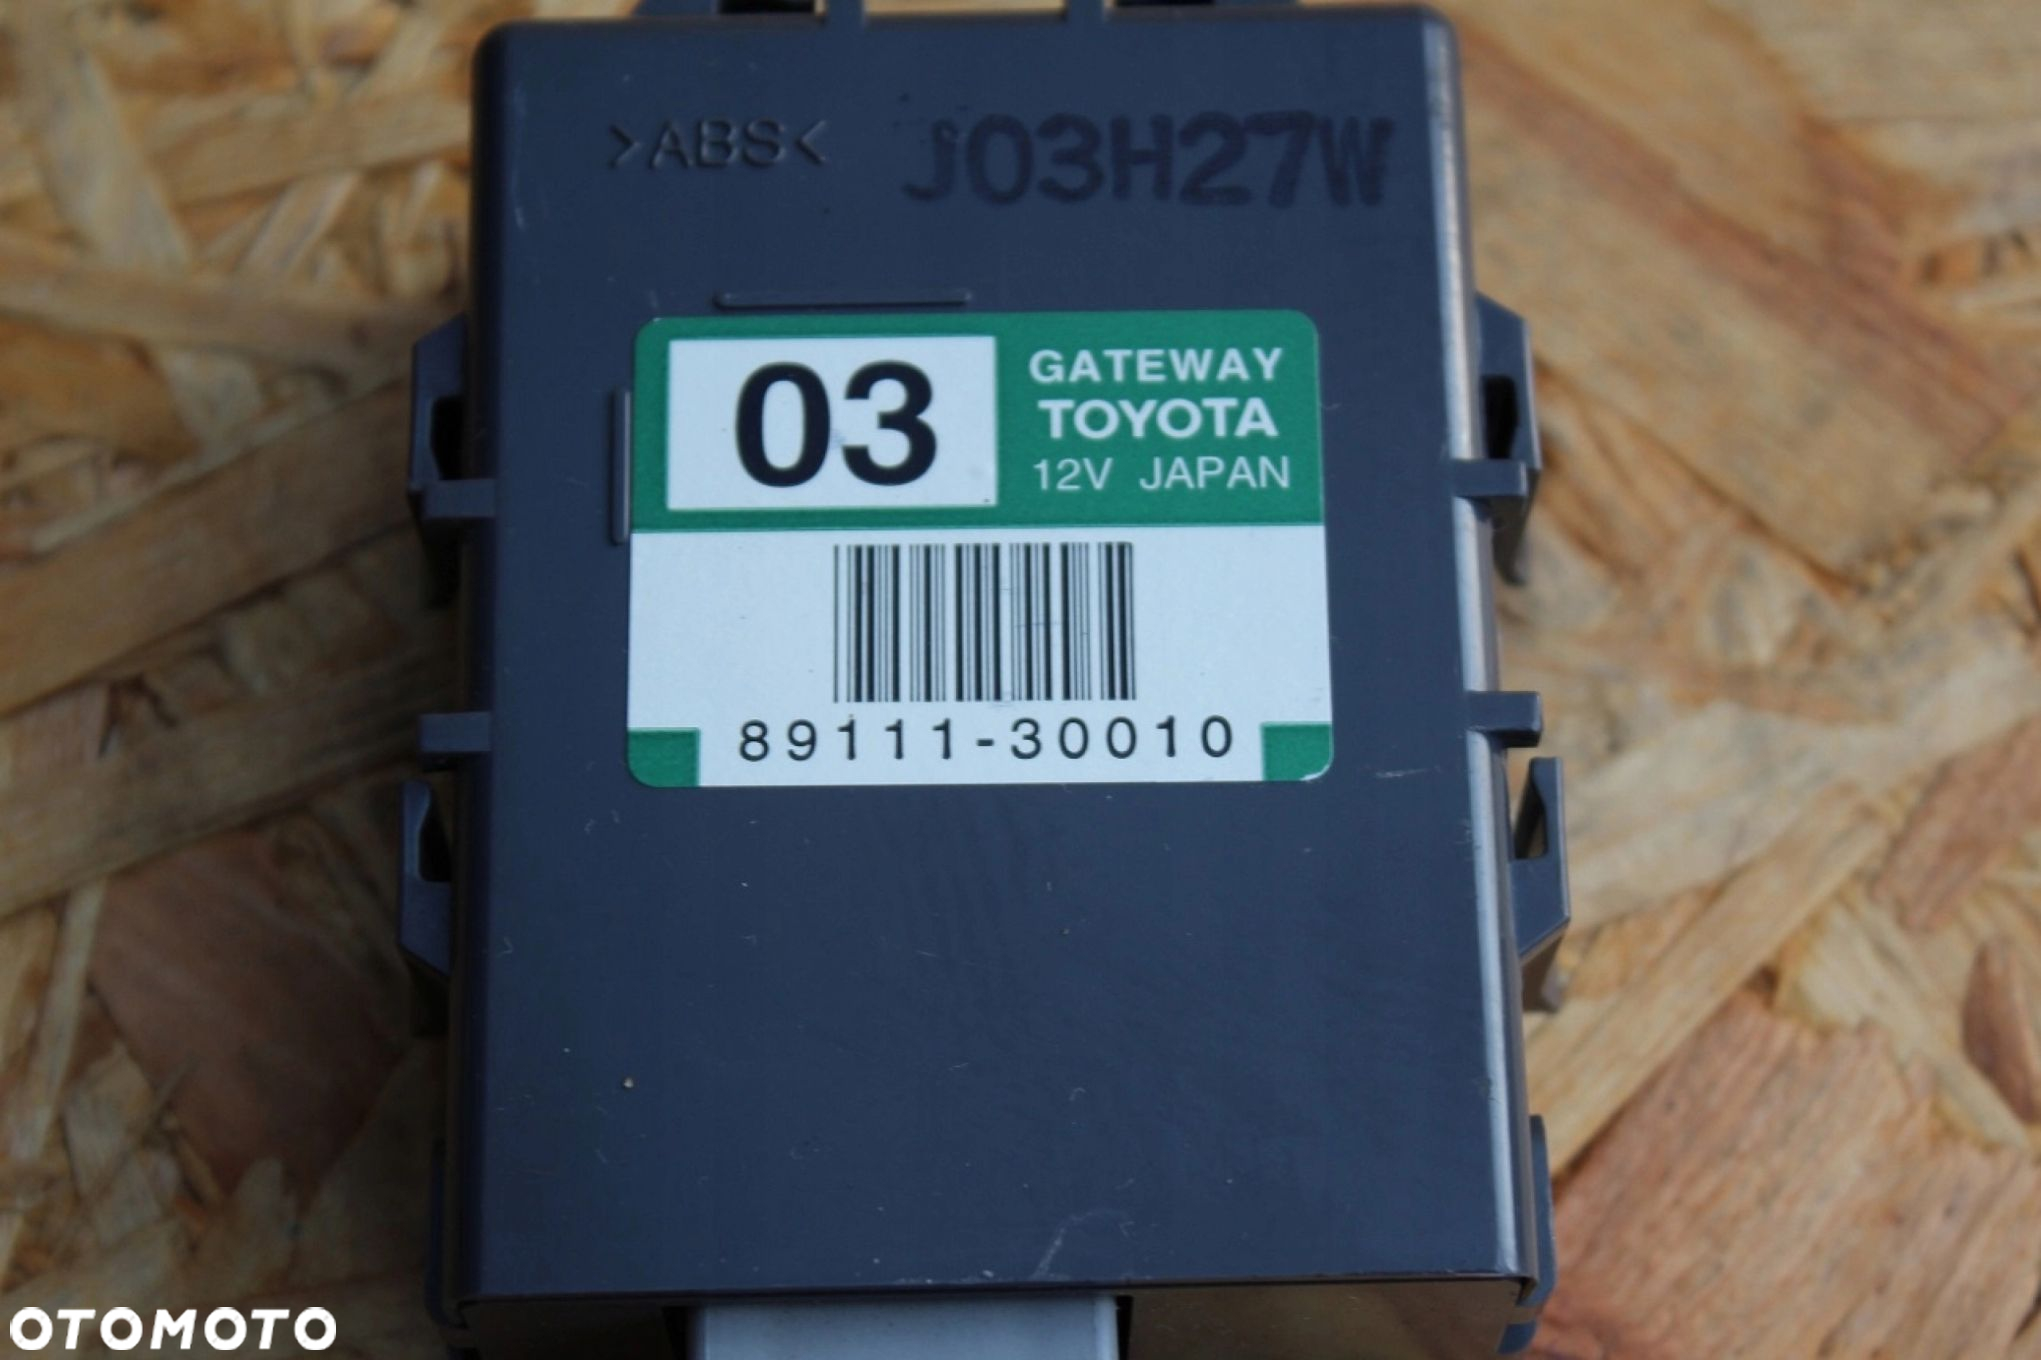 >ABS< J03H27W
03
GATEWAY
TOYOTA
12V JAPAN
89111-30010
OTOMOTO